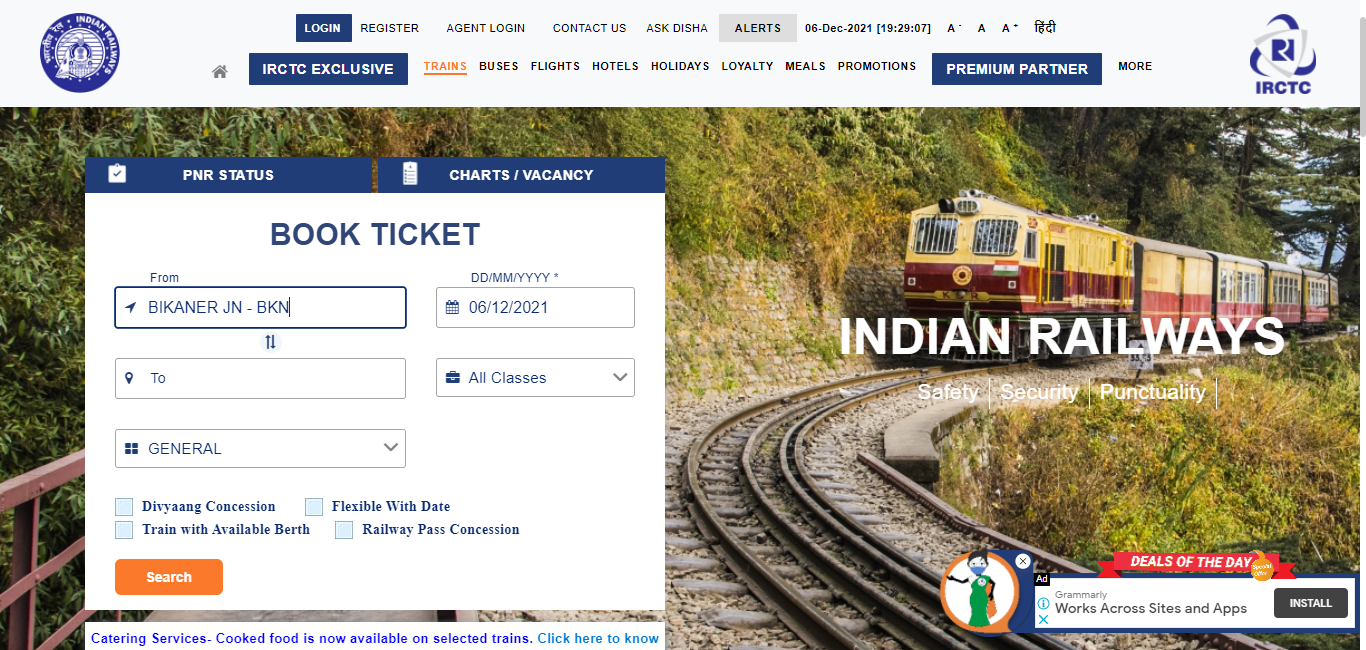 LOGIN REGISTER AGENT LOGIN CONTACT US ASK DISHA ALERTS 06-Dec-2021 [19:29:07] A- A A+ हिंदी
IRCTC EXCLUSIVE TRAINS BUSES FLIGHTS HOTELS HOLIDAYS LOYALTY MEALS PROMOTIONS PREMIUM PARTNER MORE
INDIAN RAILWAYS
भारतीय रेल
IRCTC
PNR STATUS CHARTS / VACANCY
BOOK TICKET
From DD/MM/YYYY *
BIKANER JN - BKN 06/12/2021
To All Classes
GENERAL
Divyaang Concession Flexible With Date
Train with Available Berth Railway Pass Concession
Search
Catering Services- Cooked food is now available on selected trains. Click here to know
INDIAN RAILWAYS
Safety Security Punctuality
DEALS OF THE DAY
Special Offer
Ad
Grammarly
Works Across Sites and Apps
INSTALL